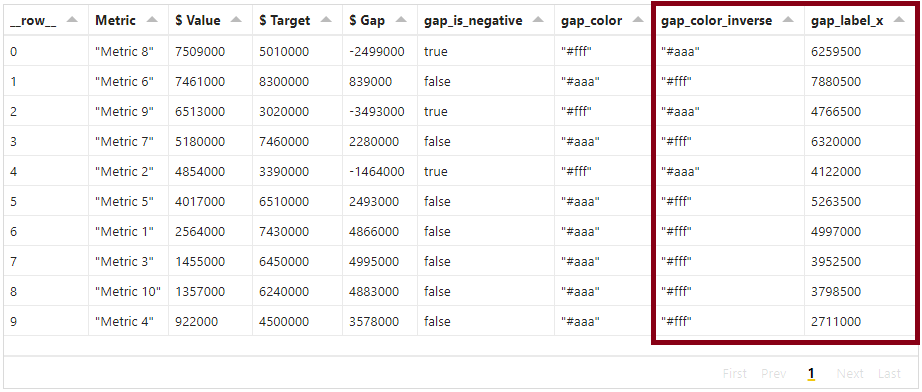 __row__ Metric $ Value $ Target $ Gap gap_is_negative gap_color gap_color_inverse gap_label_x
0 "Metric 8" 7509000 5010000 -2499000 true "#fff" "#aaa" 6259500
1 "Metric 6" 7461000 8300000 839000 false "#aaa" "#fff" 7880500
2 "Metric 9" 6513000 3020000 -3493000 true "#fff" "#aaa" 4766500
3 "Metric 7" 5180000 7460000 2280000 false "#aaa" "#fff" 6320000
4 "Metric 2" 4854000 3390000 -1464000 true "#fff" "#aaa" 4122000
5 "Metric 5" 4017000 6510000 2493000 false "#aaa" "#fff" 5263500
6 "Metric 1" 2564000 7430000 4866000 false "#aaa" "#fff" 4997000
7 "Metric 3" 1455000 6450000 4995000 false "#aaa" "#fff" 3952500
8 "Metric 10" 1357000 6240000 4883000 false "#aaa" "#fff" 3798500
9 "Metric 4" 922000 4500000 3578000 false "#aaa" "#fff" 2711000
First Prev 1 Next Last